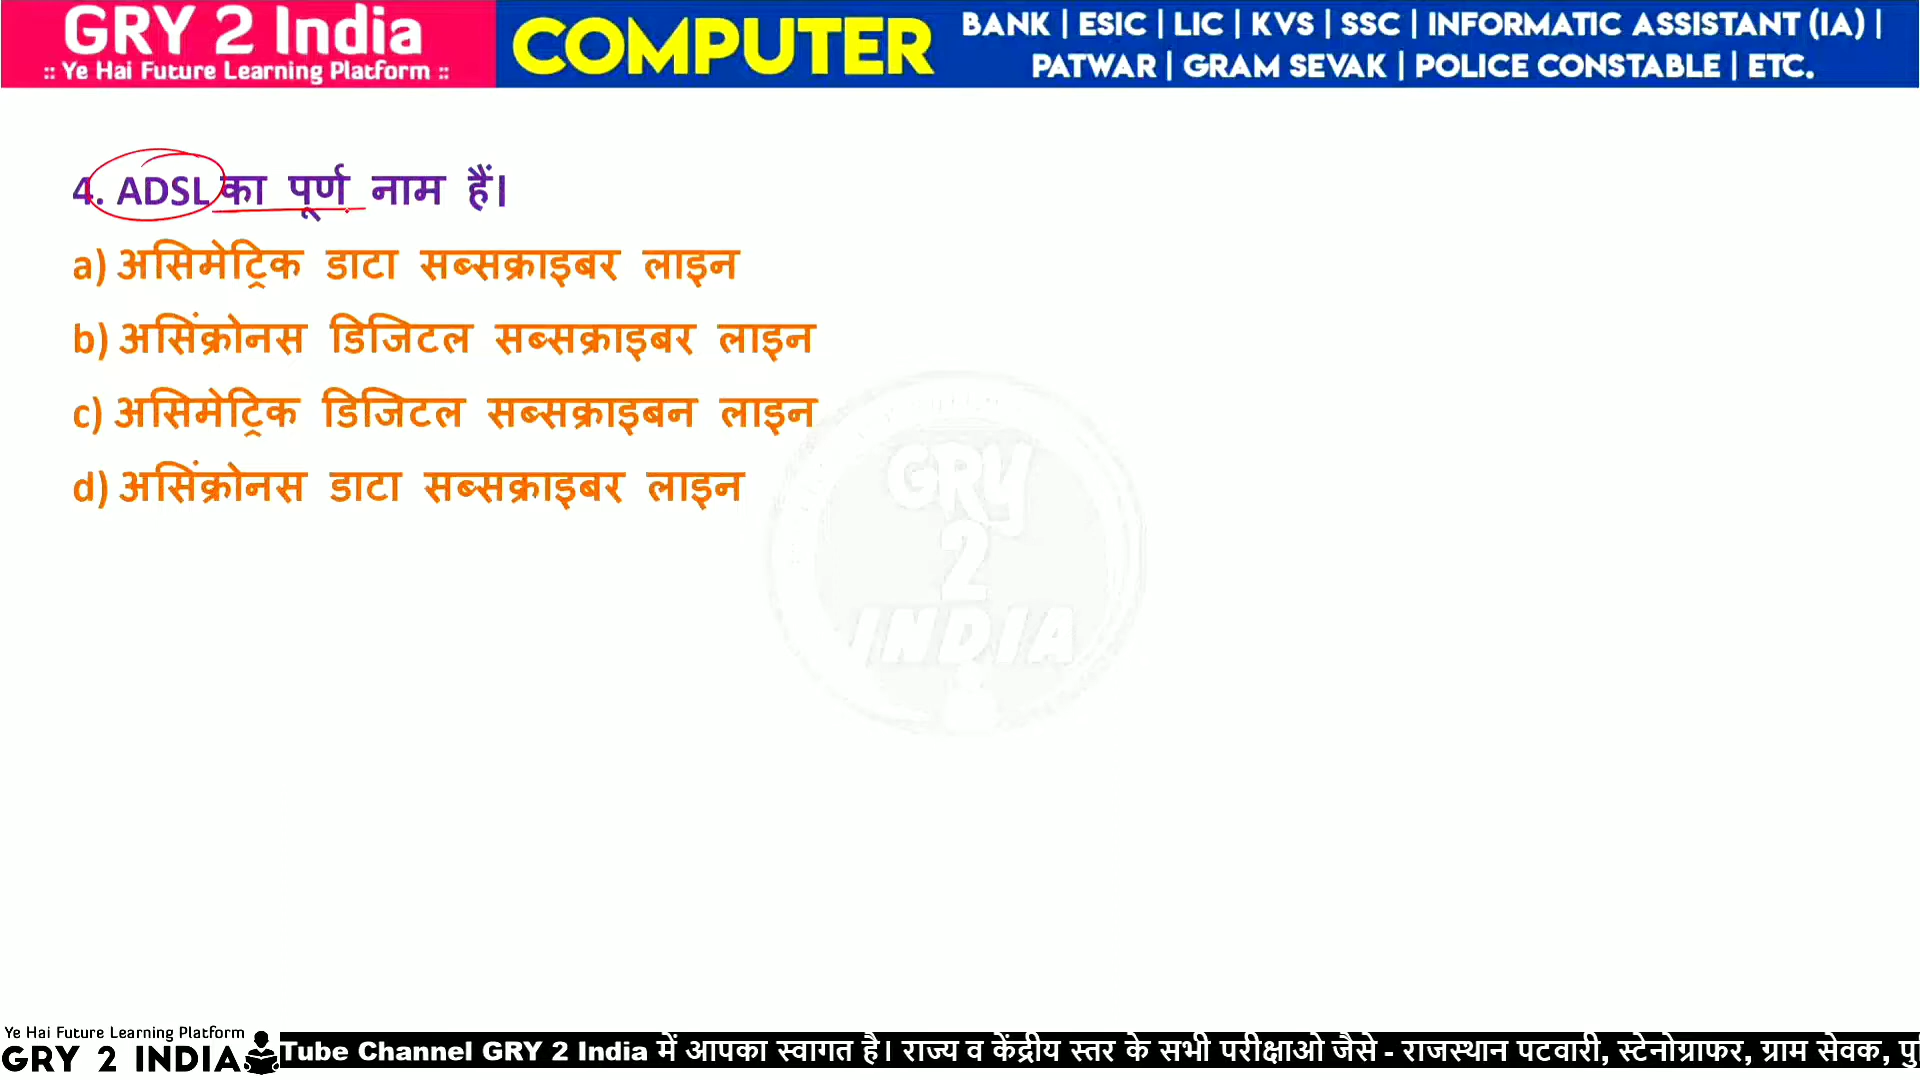 GRY 2 India
:: Ye Hai Future Learning Platform ::
COMPUTER
BANK | ESIC | LIC | KVS | SSC | INFORMATIC ASSISTANT (IA) |
PATWAR | GRAM SEVAK | POLICE CONSTABLE | ETC.
4. ADSL का पूर्ण नाम हैं।
a) असिमेट्रिक डाटा सब्सक्राइबर लाइन
b) असिंक्रोनस डिजिटल सब्सक्राइबर लाइन
c) असिमेट्रिक डिजिटल सब्सक्राइबन लाइन
d) असिंक्रोनस डाटा सब्सक्राइबर लाइन
GRY
2
INDIA
Ye Hai Future Learning Platform
GRY 2 INDIA
Tube Channel GRY 2 India में आपका स्वागत है। राज्य व केंद्रीय स्तर के सभी परीक्षाओ जैसे - राजस्थान पटवारी, स्टेनोग्राफर, ग्राम सेवक,